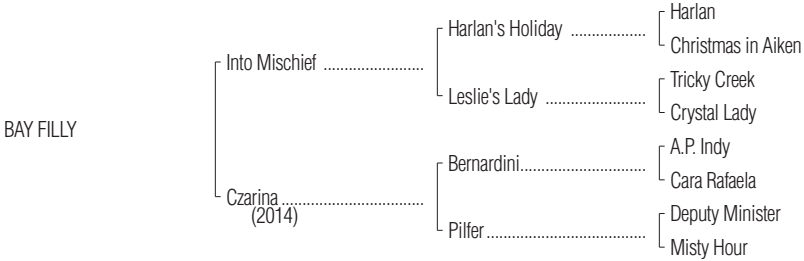 Harlan
Harlan's Holiday ..................
Christmas in Aiken
Into Mischief ........................
Tricky Creek
Leslie's Lady ........................
Crystal Lady
BAY FILLY
A.P. Indy
Bernardini..............................
Cara Rafaela
Czarina..................................
(2014)
Deputy Minister
Pilfer......................................
Misty Hour